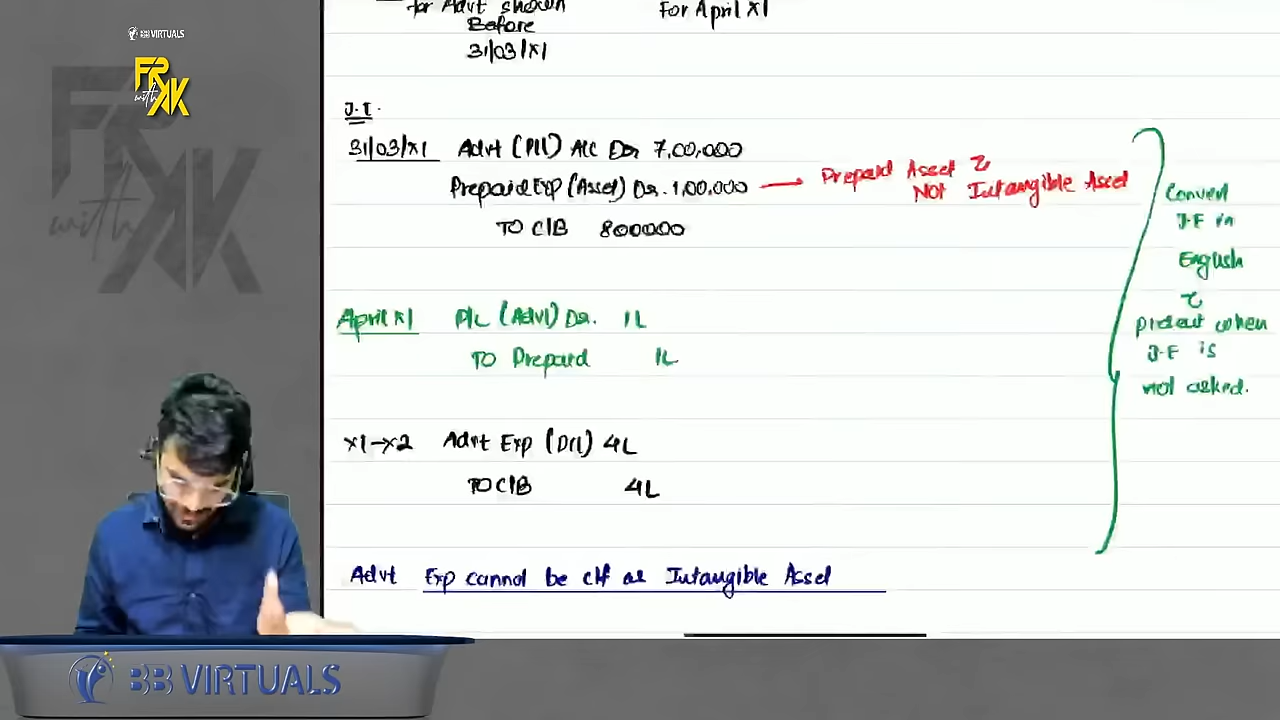 for Advt shown
Before
31/03/X1
For April X1
BB VIRTUALS
FR
with
KK
J.E.
31/03/X1 Advt (P/L) A/c Dr. 7,00,000
Prepaid Exp (Asset) Dr. 1,00,000 → Prepaid Asset &
NOT Intangible Asset
TO C/B 800000
Convert
J.E in
English
&
present when
J.E is
not asked.
April X1 P/L (Advt) Dr. 1L
TO Prepaid 1L
X1→X2 Advt Exp (P/L) 4L
TO C/B 4L
Advt Exp cannot be c/f as Intangible Asset
BB VIRTUALS